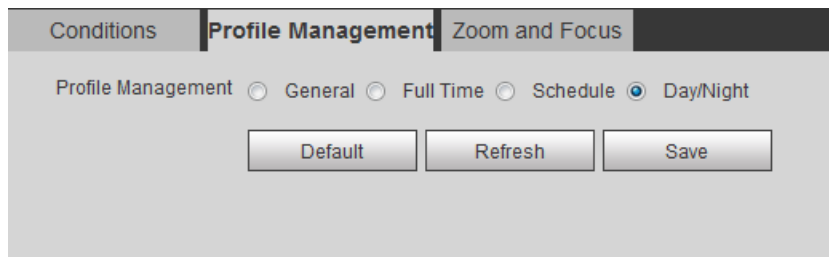 Conditions Profile Management Zoom and Focus
Profile Management General Full Time Schedule Day/Night
Default Refresh Save